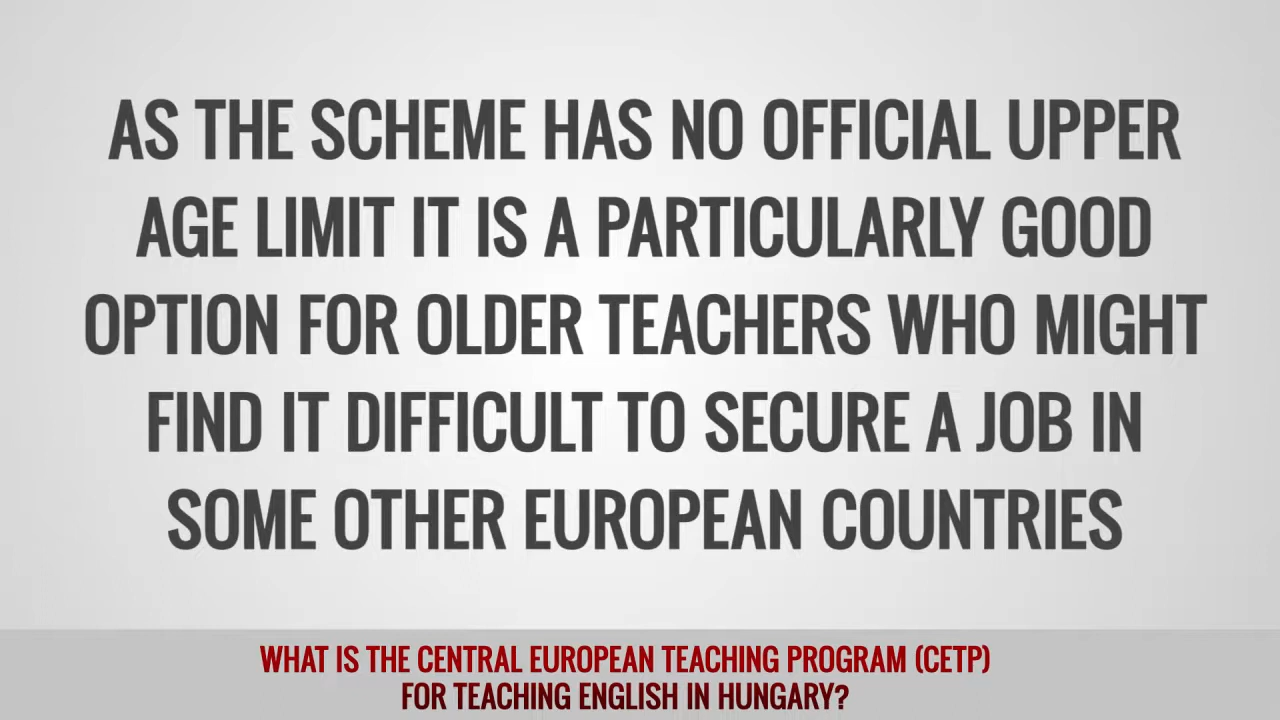 AS THE SCHEME HAS NO OFFICIAL UPPER
AGE LIMIT IT IS A PARTICULARLY GOOD
OPTION FOR OLDER TEACHERS WHO MIGHT
FIND IT DIFFICULT TO SECURE A JOB IN
SOME OTHER EUROPEAN COUNTRIES
WHAT IS THE CENTRAL EUROPEAN TEACHING PROGRAM (CETP)
FOR TEACHING ENGLISH IN HUNGARY?